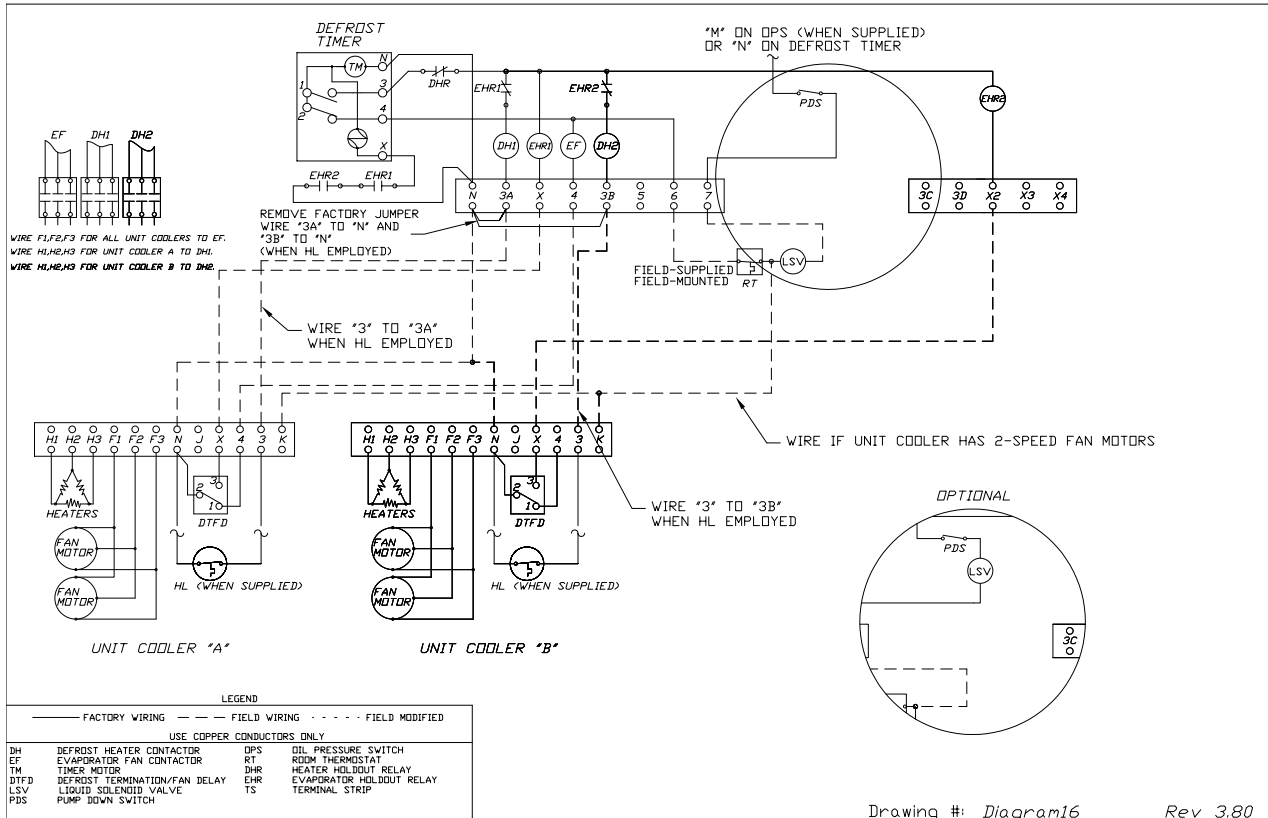 DEFROST
TIMER
TM
N
3
4
X
1
2
DHR
EHR1
EHR2
DH1
EHR1
EF
DH2
EHR2
EHR1
"M" ON OPS (WHEN SUPPLIED)
OR "N" ON DEFROST TIMER
PDS
EHR2
N 3A X 4 3B 5 6 7
3C 3D X2 X3 X4
EF DH1 DH2
WIRE F1,F2,F3 FOR ALL UNIT COOLERS TO EF.
WIRE H1,H2,H3 FOR UNIT COOLER A TO DH1.
WIRE H1,H2,H3 FOR UNIT COOLER B TO DH2.
REMOVE FACTORY JUMPER
WIRE "3A" TO "N" AND
"3B" TO "N"
(WHEN HL EMPLOYED)
FIELD-SUPPLIED
FIELD-MOUNTED
RT
LSV
WIRE "3" TO "3A"
WHEN HL EMPLOYED
H1 H2 H3 F1 F2 F3 N J X 4 3 K
H1 H2 H3 F1 F2 F3 N J X 4 3 K
WIRE IF UNIT COOLER HAS 2-SPEED FAN MOTORS
HEATERS
3
2
1
DTFD
FAN
MOTOR
FAN
MOTOR
HL (WHEN SUPPLIED)
UNIT COOLER "A"
HEATERS
3
2
1
DTFD
FAN
MOTOR
FAN
MOTOR
HL (WHEN SUPPLIED)
UNIT COOLER "B"
WIRE "3" TO "3B"
WHEN HL EMPLOYED
OPTIONAL
PDS
LSV
3C
LEGEND
FACTORY WIRING FIELD WIRING FIELD MODIFIED
USE COPPER CONDUCTORS ONLY
DH DEFROST HEATER CONTACTOR OPS OIL PRESSURE SWITCH
EF EVAPORATOR FAN CONTACTOR RT ROOM THERMOSTAT
TM TIMER MOTOR DHR HEATER HOLDOUT RELAY
DTFD DEFROST TERMINATION/FAN DELAY EHR EVAPORATOR HOLDOUT RELAY
LSV LIQUID SOLENOID VALVE TS TERMINAL STRIP
PDS PUMP DOWN SWITCH
Drawing #: Diagram16 Rev 3.80